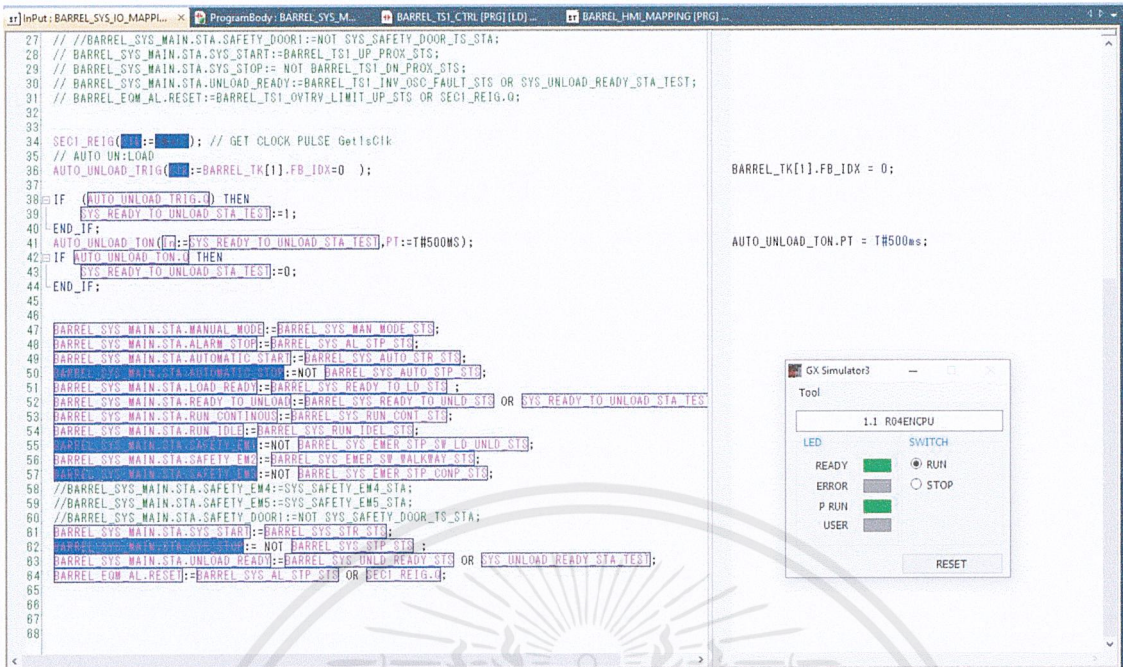 InPut : BARREL_SYS_IO_MAPPI...
ProgramBody : BARREL_SYS_M...
BARREL_TS1_CTRL [PRG] [LD] ...
BARREL_HMI_MAPPING [PRG] ...
27 // //BARREL_SYS_MAIN.STA.SAFETY_DOOR1:=NOT SYS_SAFETY_DOOR_TS_STA;
28 // BARREL_SYS_MAIN.STA.SYS_START:=BARREL_TS1_UP_PROX_STS;
29 // BARREL_SYS_MAIN.STA.SYS_STOP:= NOT BARREL_TS1_DN_PROX_STS;
30 // BARREL_SYS_MAIN.STA.UNLOAD_READY:=BARREL_TS1_INV_OSC_FAULT_STS OR SYS_UNLOAD_READY_STA_TEST;
31 // BARREL_EQM_AL.RESET:=BARREL_TS1_OVTRV_LIMIT_UP_STS OR SEC1_REIG.Q;
32
33
34 SEC1_REIG( := ); // GET CLOCK PULSE Get1sClk
35 // AUTO UN:LOAD
36 AUTO_UNLOAD_TRIG( :=BARREL_TK[1].FB_IDX=0 ); BARREL_TK[1].FB_IDX = 0;
37
38 IF (AUTO_UNLOAD_TRIG.Q) THEN
39 SYS_READY_TO_UNLOAD_STA_TEST:=1;
40 END_IF;
41 AUTO_UNLOAD_TON(In:=SYS_READY_TO_UNLOAD_STA_TEST,PT:=T#500MS); AUTO_UNLOAD_TON.PT = T#500ms;
42 IF AUTO_UNLOAD_TON.Q THEN
43 SYS_READY_TO_UNLOAD_STA_TEST:=0;
44 END_IF;
45
46
47 BARREL_SYS_MAIN.STA.MANUAL_MODE:=BARREL_SYS_MAN_MODE_STS;
48 BARREL_SYS_MAIN.STA.ALARM_STOP:=BARREL_SYS_AL_STP_STS;
49 BARREL_SYS_MAIN.STA.AUTOMATIC_START:=BARREL_SYS_AUTO_STR_STS;
50 BARREL_SYS_MAIN.STA.AUTOMATIC_STOP:=NOT BARREL_SYS_AUTO_STP_STS;
51 BARREL_SYS_MAIN.STA.LOAD_READY:=BARREL_SYS_READY_TO_LD_STS ;
52 BARREL_SYS_MAIN.STA.READY_TO_UNLOAD:=BARREL_SYS_READY_TO_UNLD_STS OR SYS_READY_TO_UNLOAD_STA_TES
53 BARREL_SYS_MAIN.STA.RUN_CONTINOUS:=BARREL_SYS_RUN_CONT_STS;
54 BARREL_SYS_MAIN.STA.RUN_IDLE:=BARREL_SYS_RUN_IDEL_STS;
55 BARREL_SYS_MAIN.STA.SAFETY_EM1:=NOT BARREL_SYS_EMER_STP_SW_LD_UNLD_STS;
56 BARREL_SYS_MAIN.STA.SAFETY_EM2:=BARREL_SYS_EMER_SW_WALKWAY_STS;
57 BARREL_SYS_MAIN.STA.SAFETY_EM3:=NOT BARREL_SYS_EMER_STP_CONP_STS;
58 //BARREL_SYS_MAIN.STA.SAFETY_EM4:=SYS_SAFETY_EM4_STA;
59 //BARREL_SYS_MAIN.STA.SAFETY_EM5:=SYS_SAFETY_EM5_STA;
60 //BARREL_SYS_MAIN.STA.SAFETY_DOOR1:=NOT SYS_SAFETY_DOOR_TS_STA;
61 BARREL_SYS_MAIN.STA.SYS_START:=BARREL_SYS_STR_STS;
62 BARREL_SYS_MAIN.STA.SYS_STOP:= NOT BARREL_SYS_STP_STS ;
63 BARREL_SYS_MAIN.STA.UNLOAD_READY:=BARREL_SYS_UNLD_READY_STS OR SYS_UNLOAD_READY_STA_TEST;
64 BARREL_EQM_AL.RESET:=BARREL_SYS_AL_STP_STS OR SEC1_REIG.Q;
65
66
67
68
GX Simulator3
Tool
1.1 R04ENCPU
LED SWITCH
READY RUN
ERROR STOP
P RUN
USER
RESET